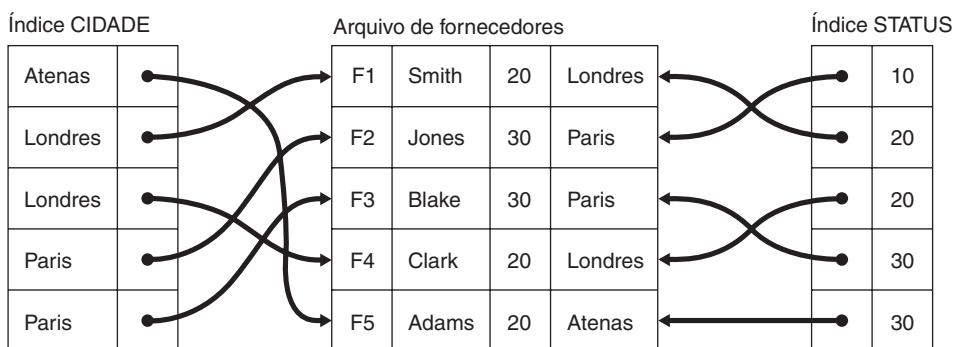 Índice CIDADE Arquivo de fornecedores Índice STATUS
Atenas F1 Smith 20 Londres 10
Londres F2 Jones 30 Paris 20
Londres F3 Blake 30 Paris 20
Paris F4 Clark 20 Londres 30
Paris F5 Adams 20 Atenas 30